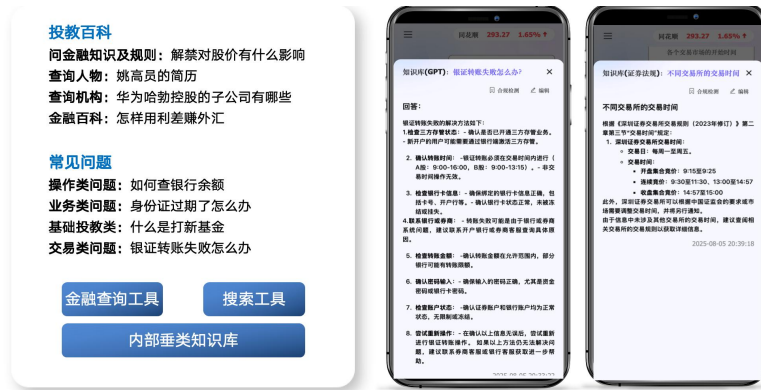 投教百科
问金融知识及规则：解禁对股价有什么影响
查询人物：姚高员的简历
查询机构：华为哈勃控股的子公司有哪些
金融百科：怎样用利差赚外汇
常见问题
操作类问题：如何查银行余额
业务类问题：身份证过期了怎么办
基础投教类：什么是打新基金
交易类问题：银证转账失败怎么办
金融查询工具
搜索工具
内部垂类知识库
同花顺 293.27 1.65%
知识库(GPT)：银证转账失败怎么办?
合规检测 编辑
回答：
银证转账失败的解决方法如下：
1.检查三方存管状态：- 确认是否已开通三方存管业务。
- 新开户的用户可能需要通过银行端激活三方存管。
2. 确认转账时间： -银证转账必须在交易时间内进行（
A股：9:00-16:00，B股：9:00-13:15）。- 非交
易时间操作无效。
3. 检查银行卡信息：- 确保绑定的银行卡信息正确，包
括卡号、开户行等。- 确认银行卡状态正常，未被冻
结或挂失。
4.联系银行或券商： - 转账失败可能是由于银行或券商
系统问题，建议联系开户银行或券商客服查询具体原
因。
5. 检查转账金额： -确认转账金额在允许范围内，部分
银行可能有转账限额。
6. 确认密码输入：- 确保输入的密码正确，尤其是资金
密码或银行卡密码。
7. 检查账户状态： -确认证券账户和银行账户均为正常
状态，无限制或冻结。
8. 尝试重新操作：- 在确认以上信息无误后，尝试重新
进行银证转账操作。 如果以上方法仍无法解决问
题，建议联系券商客服或银行客服获取进一步帮
助。
同花顺 293.27 1.65%
各个交易市场的开始时间
知识库(证券法规)：不同交易所的交易时间
合规检测 编辑
不同交易所的交易时间
根据《深圳证券交易所交易规则（2023年修订）》第二
章第三节“交易时间”规定：
1. 深圳证券交易所交易时间：
交易日：每周一至周五。
交易时间：
开盘集合竞价：9:15至9:25
连续竞价：9:30至11:30、13:00至14:57
收盘集合竞价：14:57至15:00
此外，深圳证券交易所可以根据中国证监会的要求或市
场需要调整交易时间，并将另行通知。
由于信息中未涉及其他交易所的交易时间，建议查阅相
关交易所的交易规则以获取详细信息。
2025-08-05 20:39:18